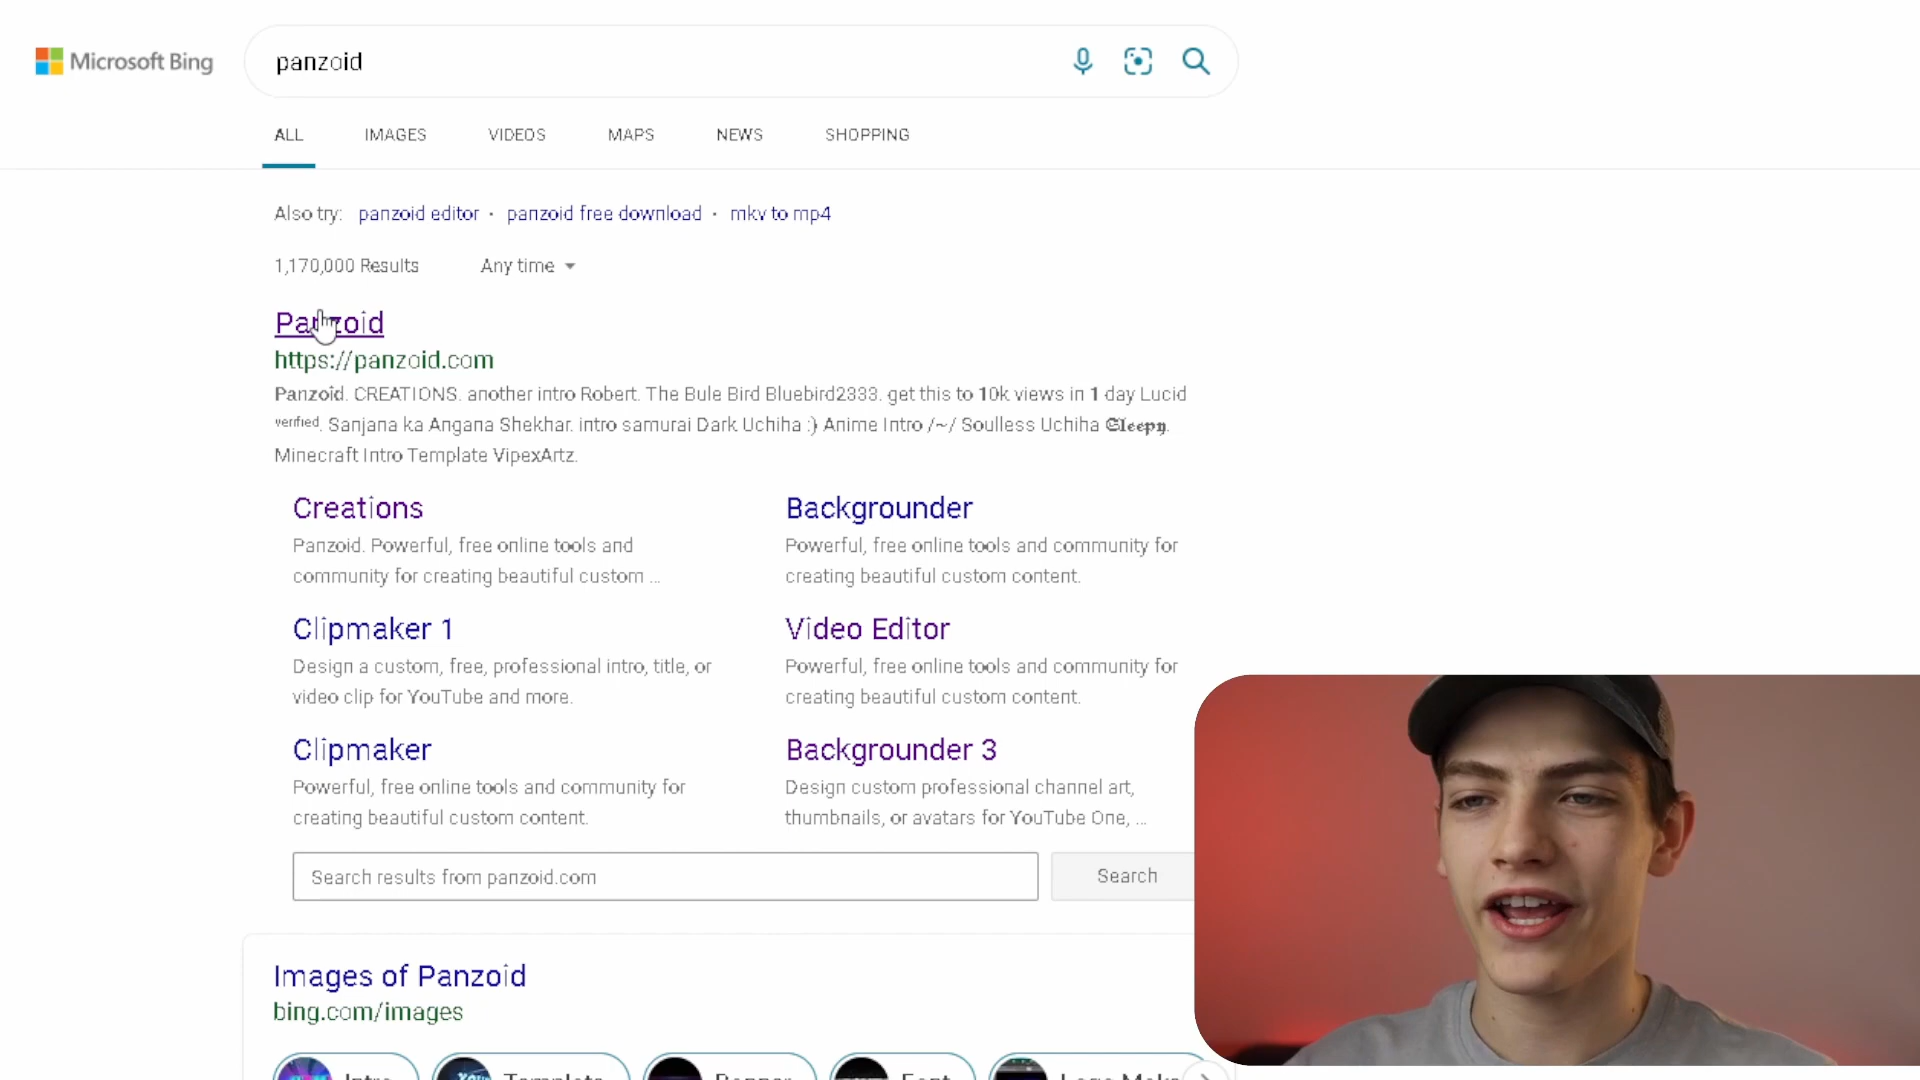 Microsoft Bing
panzoid
ALL IMAGES VIDEOS MAPS NEWS SHOPPING
Also try: panzoid editor · panzoid free download · mkv to mp4
1,170,000 Results Any time
Panzoid
https://panzoid.com
Panzoid. CREATIONS. another intro Robert. The Bule Bird Bluebird2333. get this to 10k views in 1 day Lucid
verified. Sanjana ka Angana Shekhar. intro samurai Dark Uchiha :} Anime Intro /~/ Soulless Uchiha 𝕾𝖑𝖊𝖊𝖕𝖞.
Minecraft Intro Template VipexArtz.
Creations
Panzoid. Powerful, free online tools and
community for creating beautiful custom ...
Backgrounder
Powerful, free online tools and community for
creating beautiful custom content.
Clipmaker 1
Design a custom, free, professional intro, title, or
video clip for YouTube and more.
Video Editor
Powerful, free online tools and community for
creating beautiful custom content.
Clipmaker
Powerful, free online tools and community for
creating beautiful custom content.
Backgrounder 3
Design custom professional channel art,
thumbnails, or avatars for YouTube One, ...
Search results from panzoid.com Search
Images of Panzoid
bing.com/images
Intro Template Banner Font Logo